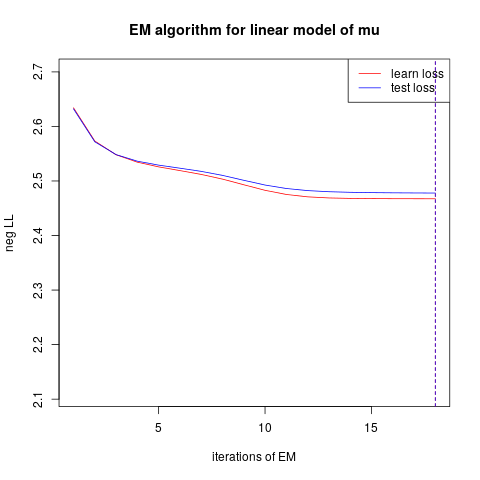 EM algorithm for linear model of mu
learn loss
test loss
neg LL
2.7
2.6
2.5
2.4
2.3
2.2
2.1
5
10
15
iterations of EM